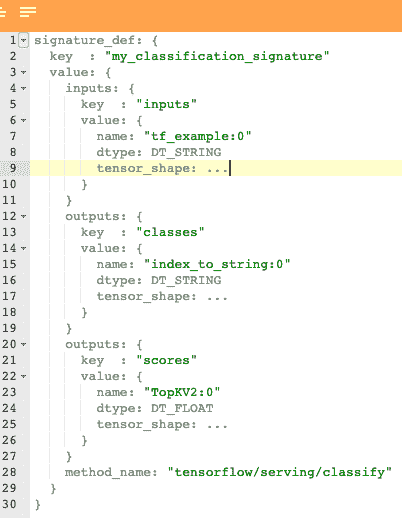 1 signature_def: {
2   key  : "my_classification_signature"
3   value: {
4     inputs: {
5       key  : "inputs"
6       value: {
7         name: "tf_example:0"
8         dtype: DT_STRING
9         tensor_shape: ...
10       }
11     }
12     outputs: {
13       key  : "classes"
14       value: {
15         name: "index_to_string:0"
16         dtype: DT_STRING
17         tensor_shape: ...
18       }
19     }
20     outputs: {
21       key  : "scores"
22       value: {
23         name: "TopKV2:0"
24         dtype: DT_FLOAT
25         tensor_shape: ...
26       }
27     }
28     method_name: "tensorflow/serving/classify"
29   }
30 }